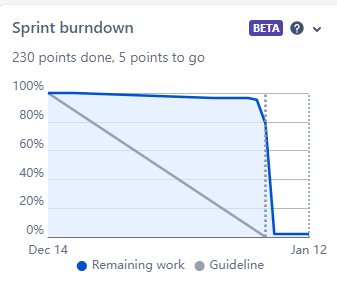 Sprint burndown BETA ?
230 points done, 5 points to go
100%
80%
60%
40%
20%
0%
Dec 14 Jan 12
Remaining work Guideline